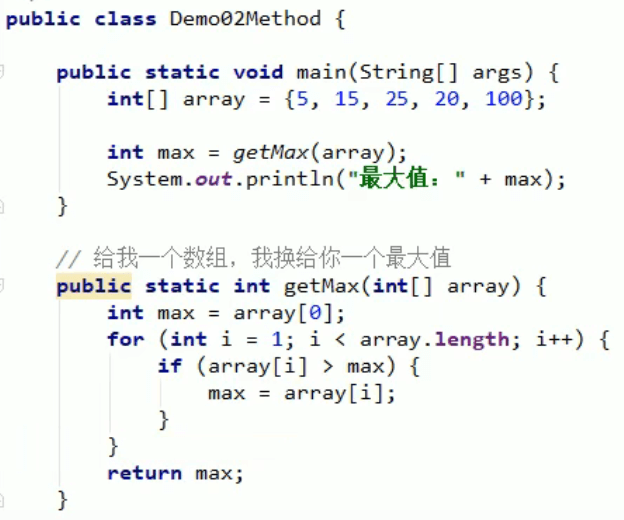 public class Demo02Method {
public static void main(String[] args) {
int[] array = {5, 15, 25, 20, 100};
int max = getMax(array);
System.out.println("最大值：" + max);
}
// 给我一个数组，我换给你一个最大值
public static int getMax(int[] array) {
int max = array[0];
for (int i = 1; i < array.length; i++) {
if (array[i] > max) {
max = array[i];
}
}
return max;
}